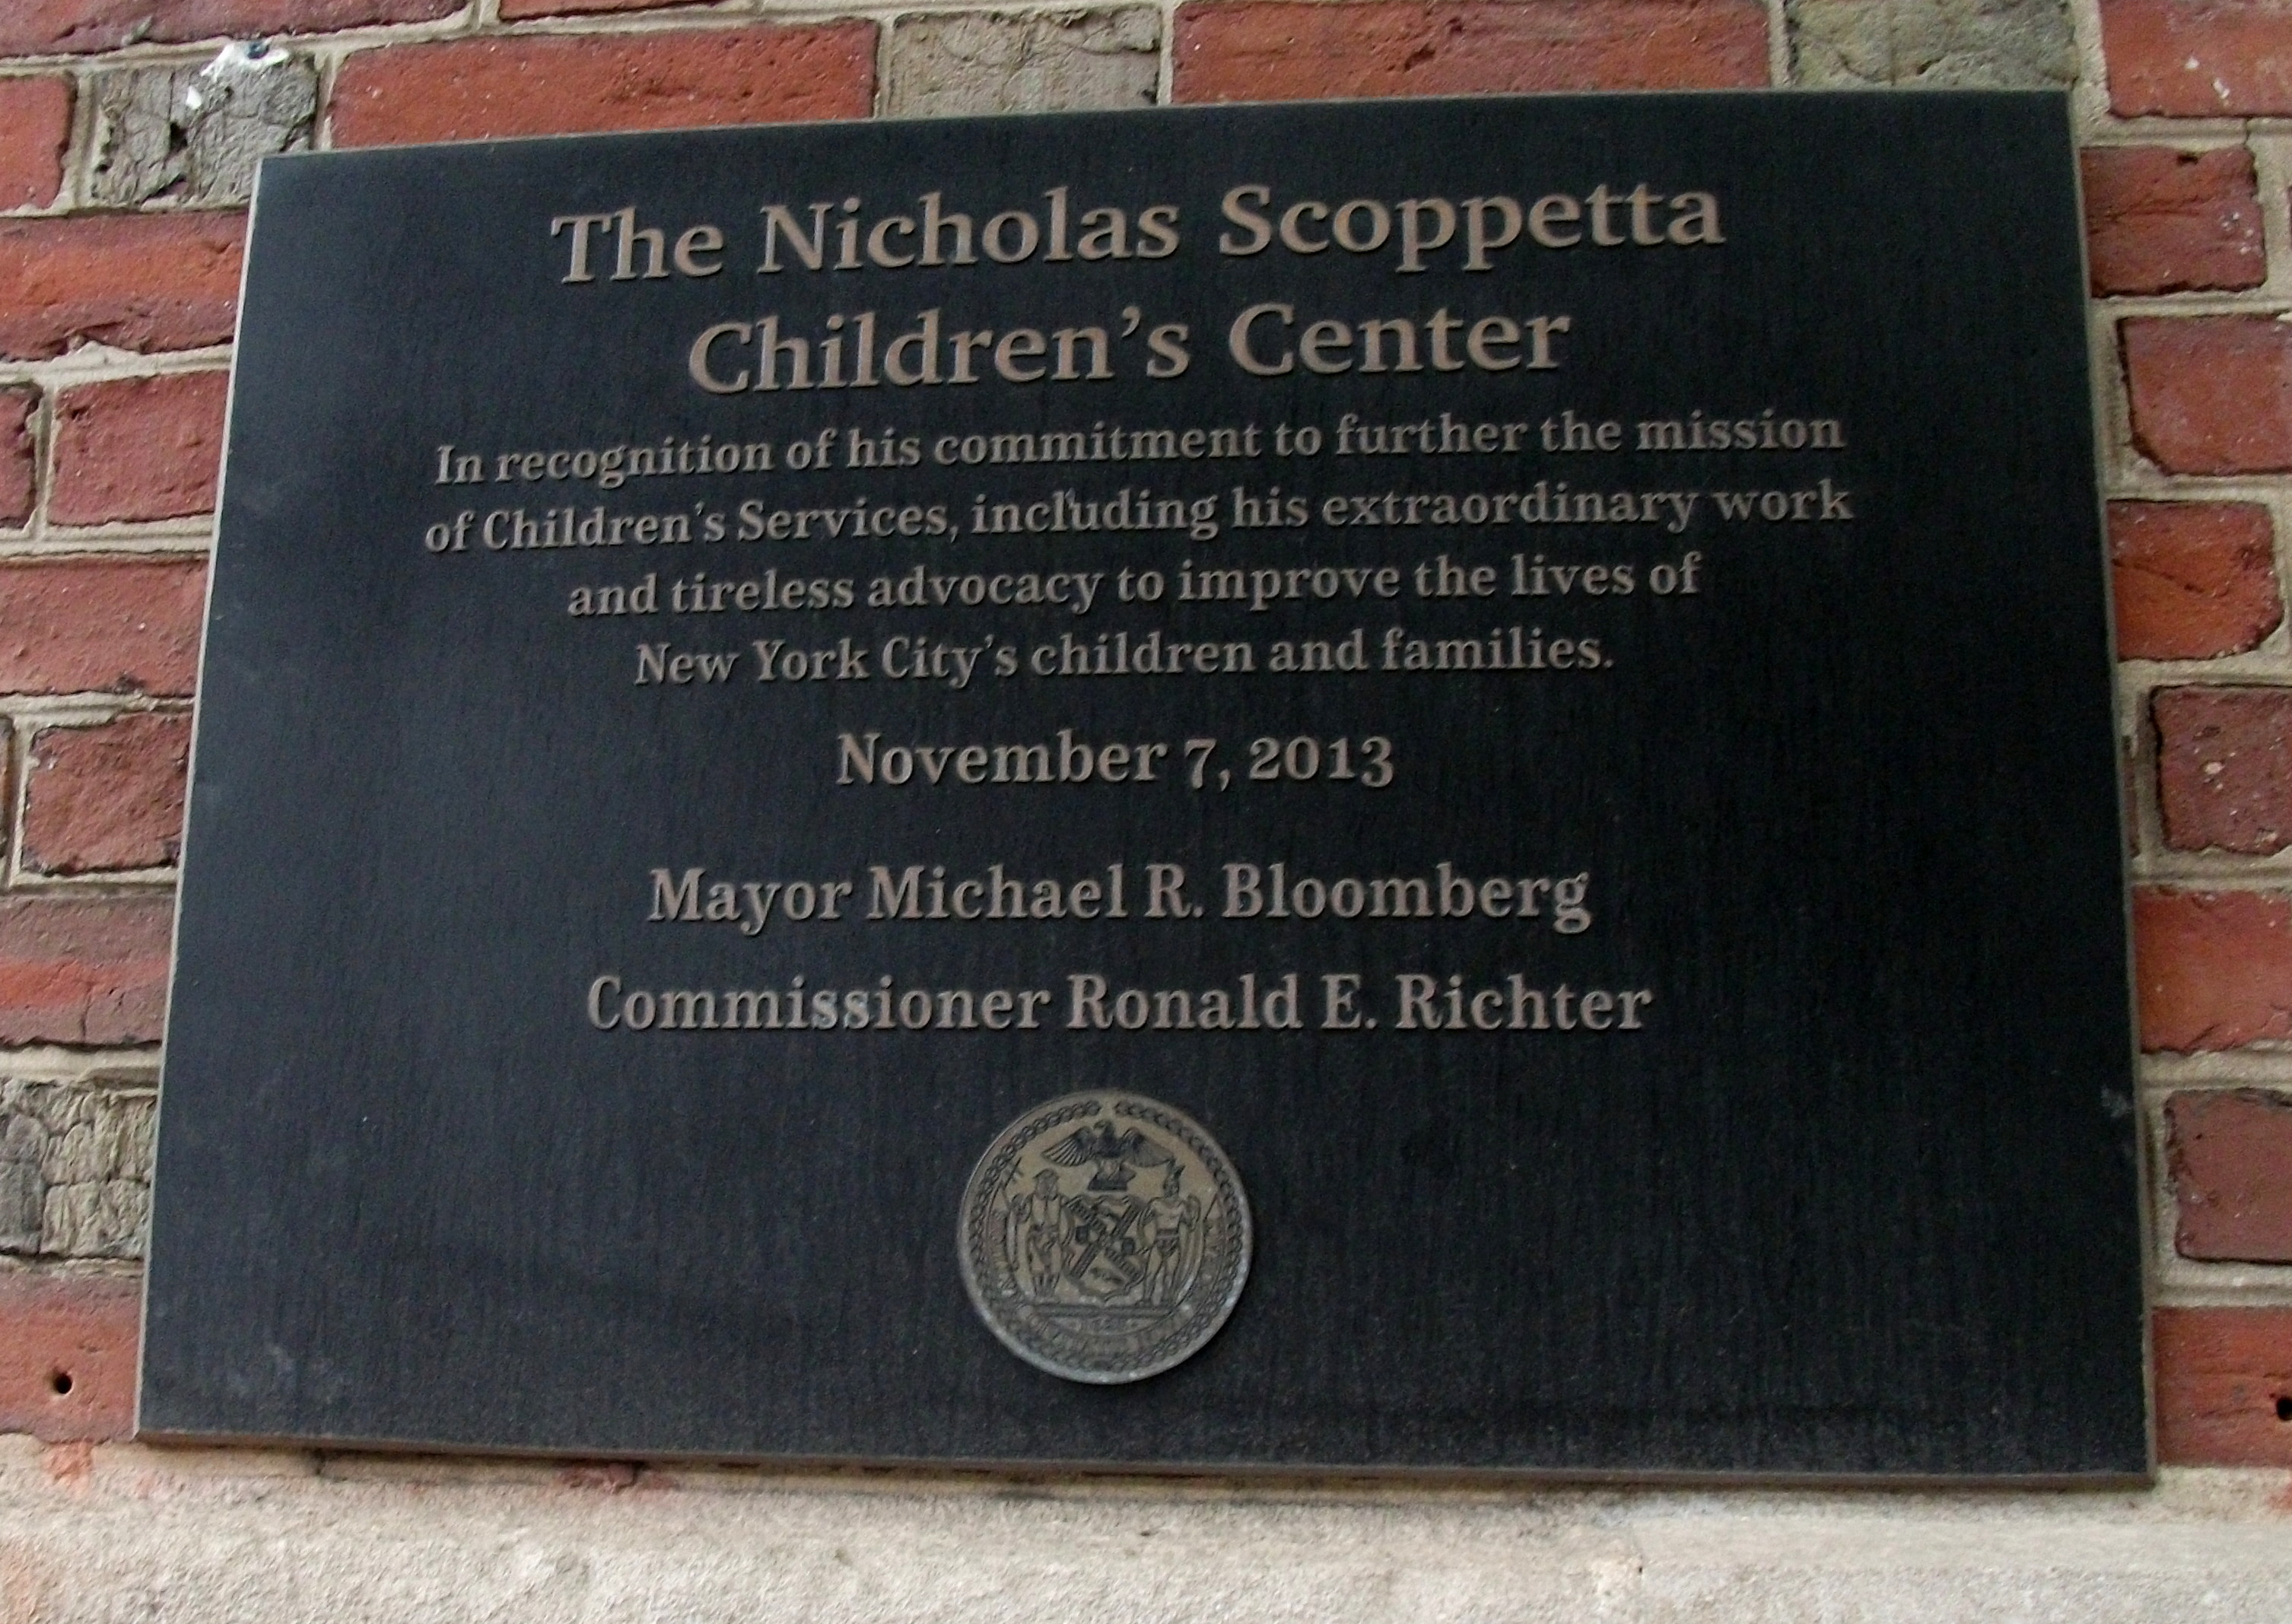 The Nicholas Scoppetta
Children's Center
In recognition of his commitment to further the mission
of Children's Services, including his extraordinary work
and tireless advocacy to improve the lives of
New York City's children and families.
November 7, 2013
Mayor Michael R. Bloomberg
Commissioner Ronald E. Richter